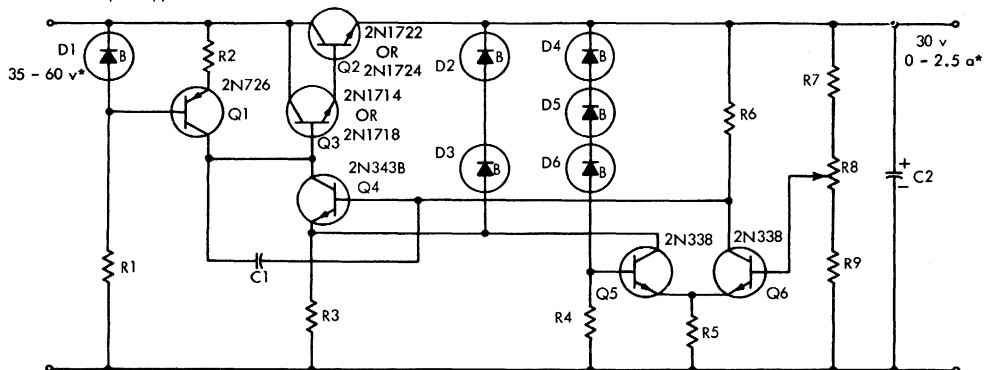 D1
B
35 – 60 v*
R2
2N726
Q1
2N1722
OR
Q2
2N1724
2N1714
OR
2N1718
Q3
2N343B
Q4
D2
B
D3
B
D4
B
D5
B
D6
B
R6
R7
R8
R9
30 v
0 – 2.5 a*
+
C2
–
R1
C1
R3
2N338
2N338
Q5
Q6
R4
R5